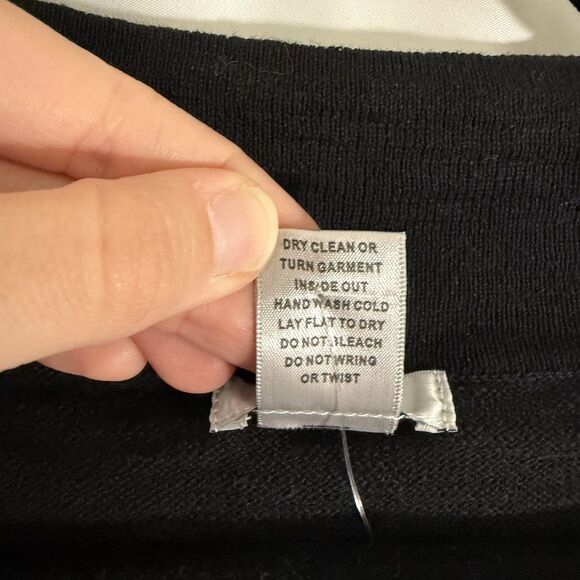 DRY CLEAN OR
TURN GARMENT
INSIDE OUT
HAND WASH COLD
LAY FLAT TO DRY
DO NOT BLEACH
DO NOT WRING
OR TWIST